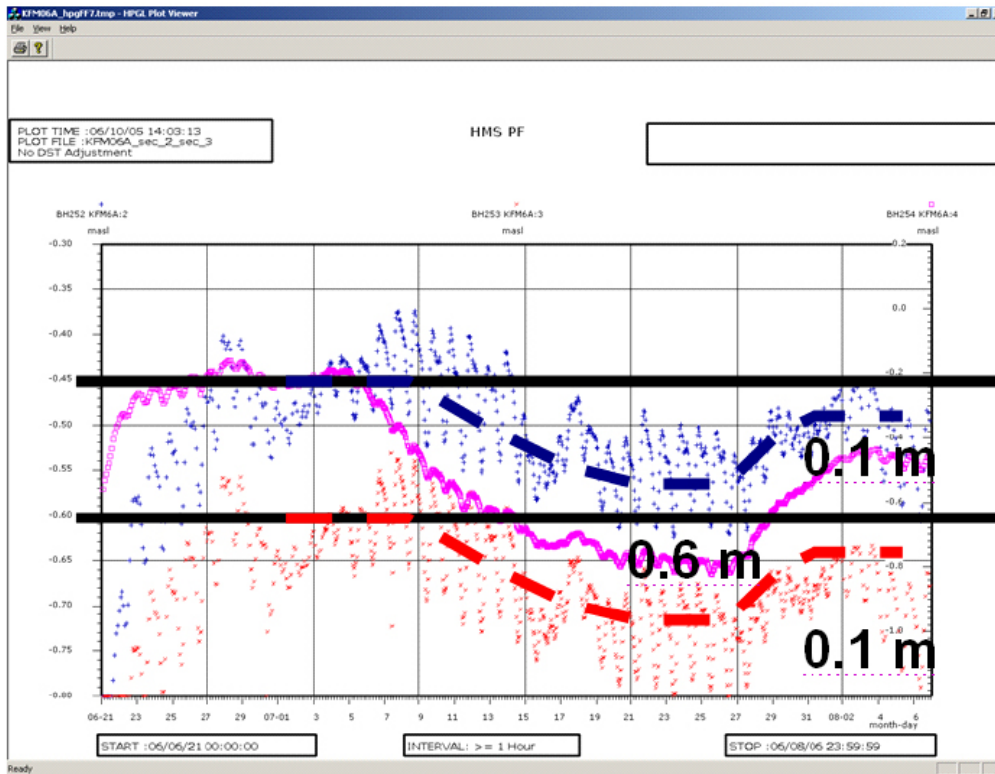 KFM06A_hpgFF7.tmp - HPGL Plot Viewer
File View Help
PLOT TIME :06/10/05 14:03:13
PLOT FILE :KFM06A_sec_2_sec_3
No DST Adjustment
HMS PF
BH252 KFM6A:2 BH253 KFM6A:3 BH254 KFM6A:4
masl masl masl
-0.30 0.2
-0.35
0.0
-0.40
-0.2
-0.45
-0.50
-0.4
0.1 m
-0.55
-0.6
-0.60
0.6 m
-0.65
-0.8
-0.70
-1.0
0.1 m
-0.75
-0.80
06-21 23 25 27 29 07-01 3 5 7 9 11 13 15 17 19 21 23 25 27 29 31 08-02 4 6
month-day
START :06/06/21 00:00:00 INTERVAL: >= 1 Hour STOP :06/08/06 23:59:59
Ready